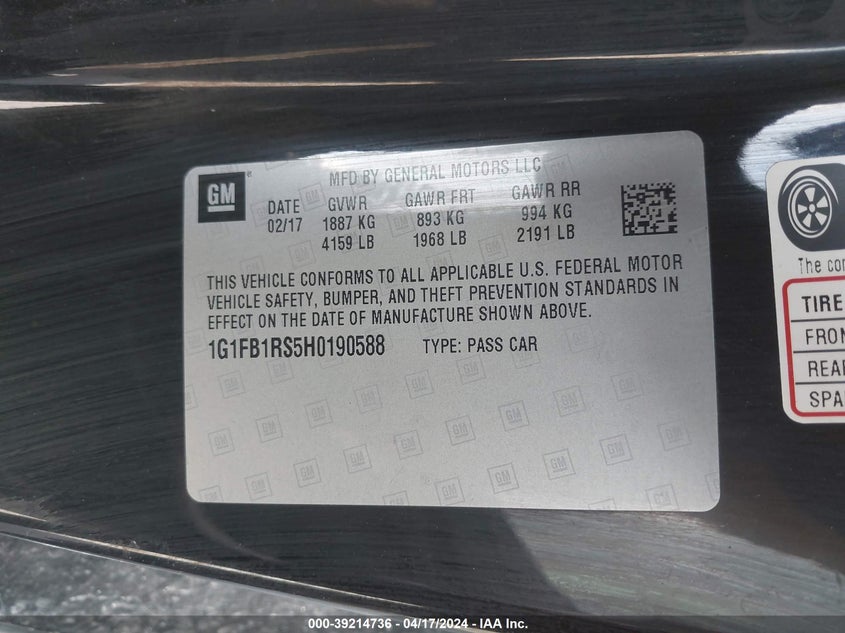 GM
MFD BY GENERAL MOTORS LLC
DATE GVWR GAWR FRT GAWR RR
02/17 1887 KG 893 KG 994 KG
4159 LB 1968 LB 2191 LB
THIS VEHICLE CONFORMS TO ALL APPLICABLE U.S. FEDERAL MOTOR
VEHICLE SAFETY, BUMPER, AND THEFT PREVENTION STANDARDS IN
EFFECT ON THE DATE OF MANUFACTURE SHOWN ABOVE.
1G1FB1RS5H0190588 TYPE: PASS CAR
The com
TIRE
FRON
REAR
SPA
000-39214736 - 04/17/2024 - IAA Inc.